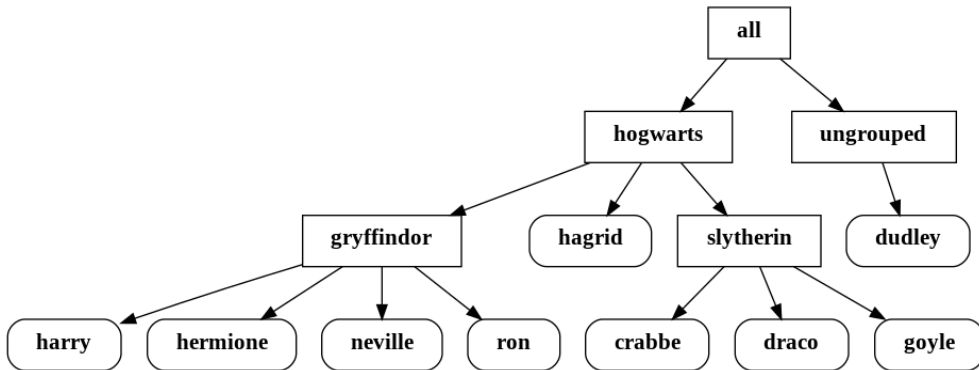 all
hogwarts
ungrouped
gryffindor
hagrid
slytherin
dudley
harry
hermione
neville
ron
crabbe
draco
goyle